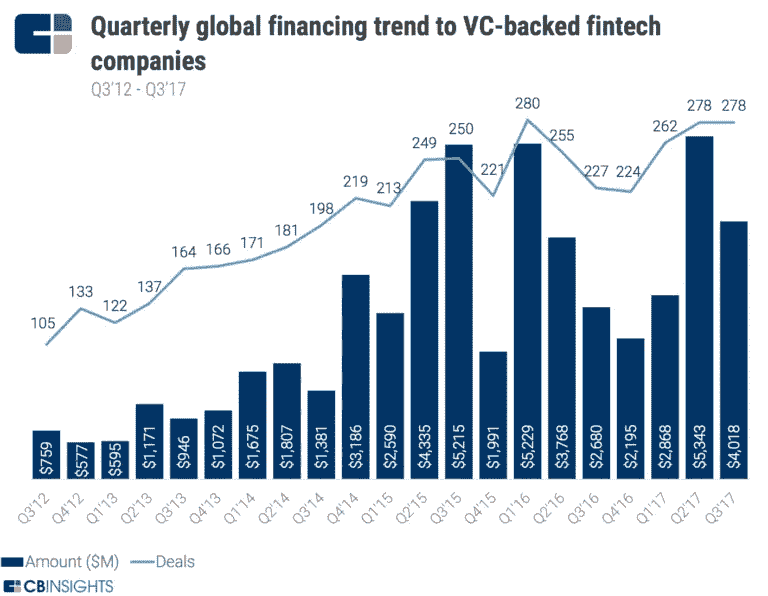 Quarterly global financing trend to VC-backed fintech
companies
Q3'12 - Q3'17
105
133
122
137
164
166
171
181
198
219
213
249
250
221
280
255
227
224
262
278
278
$759
$577
$595
$1,171
$946
$1,072
$1,675
$1,807
$1,381
$3,186
$2,590
$4,335
$5,215
$1,991
$5,229
$3,768
$2,680
$2,195
$2,868
$5,343
$4,018
Q3'12
Q4'12
Q1'13
Q2'13
Q3'13
Q4'13
Q1'14
Q2'14
Q3'14
Q4'14
Q1'15
Q2'15
Q3'15
Q4'15
Q1'16
Q2'16
Q3'16
Q4'16
Q1'17
Q2'17
Q3'17
Amount ($M)
Deals
CBINSIGHTS